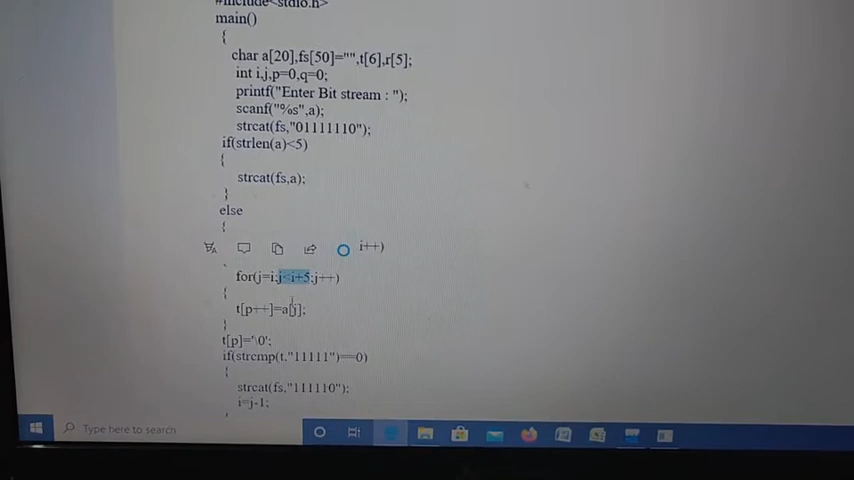 #include<stdio.h>
main()
{
char a[20],fs[50]="",t[6],r[5];
int i,j,p=0,q=0;
printf("Enter Bit stream : ");
scanf("%s",a);
strcat(fs,"01111110");
if(strlen(a)<5)
{
strcat(fs,a);
}
else
{
i++)
for(j=i;j<i+5;j++)
{
t[p++]=a[j];
}
t[p]='\0';
if(strcmp(t,"11111")==0)
{
strcat(fs,"111110");
i=j-1;
Type here to search